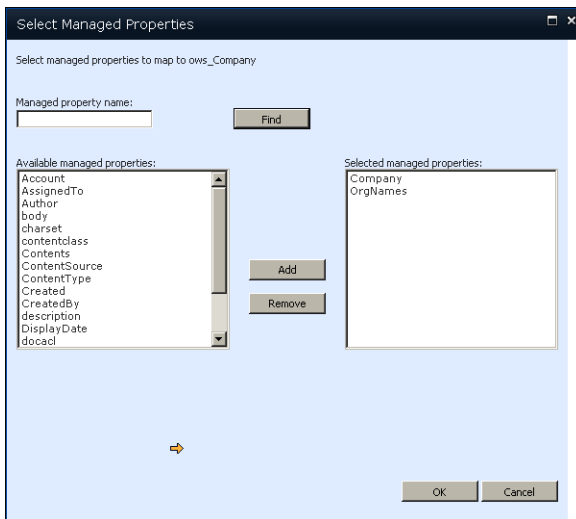 Select Managed Properties
Select managed properties to map to ows_Company
Managed property name:
Find
Available managed properties:
Account
AssignedTo
Author
body
charset
contentclass
Contents
ContentSource
ContentType
Created
CreatedBy
description
DisplayDate
docacl
Add
Remove
Selected managed properties:
Company
OrgNames
OK
Cancel